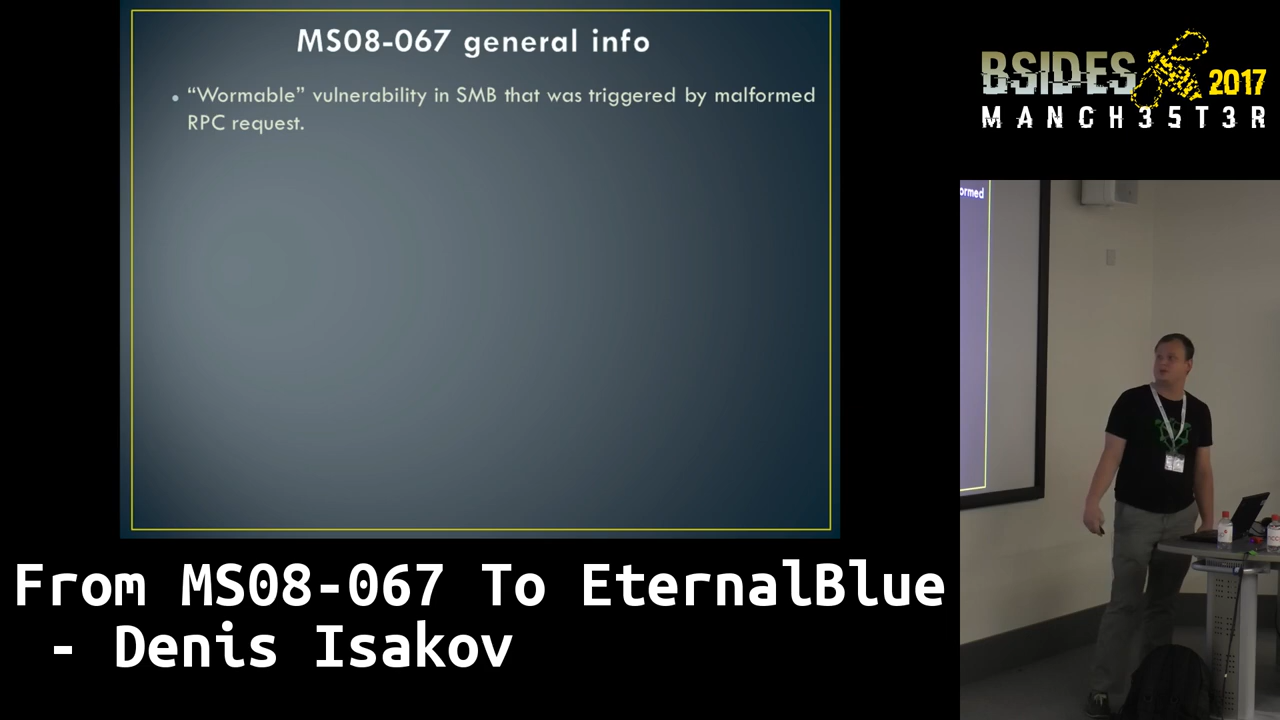 MS08-067 general info
• “Wormable” vulnerability in SMB that was triggered by malformed
RPC request.
BSIDES 2017
MANCH35T3R
ormed
From MS08-067 To EternalBlue
- Denis Isakov